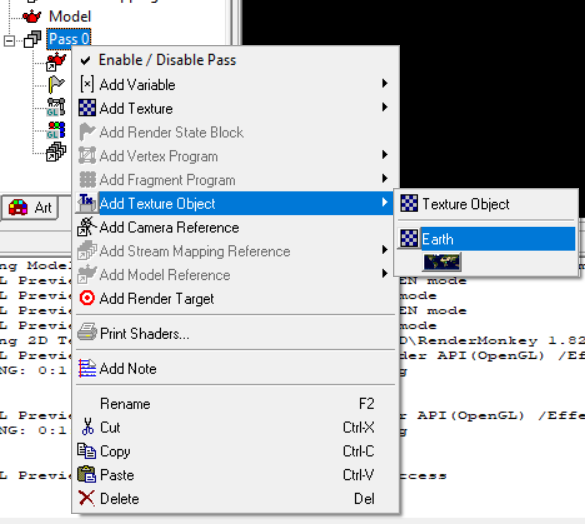 Model
Pass 0
Enable / Disable Pass
Add Variable
Add Texture
Add Render State Block
Add Vertex Program
Add Fragment Program
Add Texture Object
Texture Object
Art
Add Camera Reference
Earth
Add Stream Mapping Reference
ng Model
L Previ EN mode
Add Model Reference
L Previ mode
Add Render Target
L Previ EN mode
L Previ mode
Print Shaders...
ng 2D T D\RenderMonkey 1.82
L Previ der API(OpenGL) /Ef
Add Note
NG: 0:1 g
Rename F2
L Previ r API(OpenGL) /Effe
Cut Ctrl-X
NG: 0:1 g
Copy Ctrl-C
Paste Ctrl-V
L Previ ccess
Delete Del